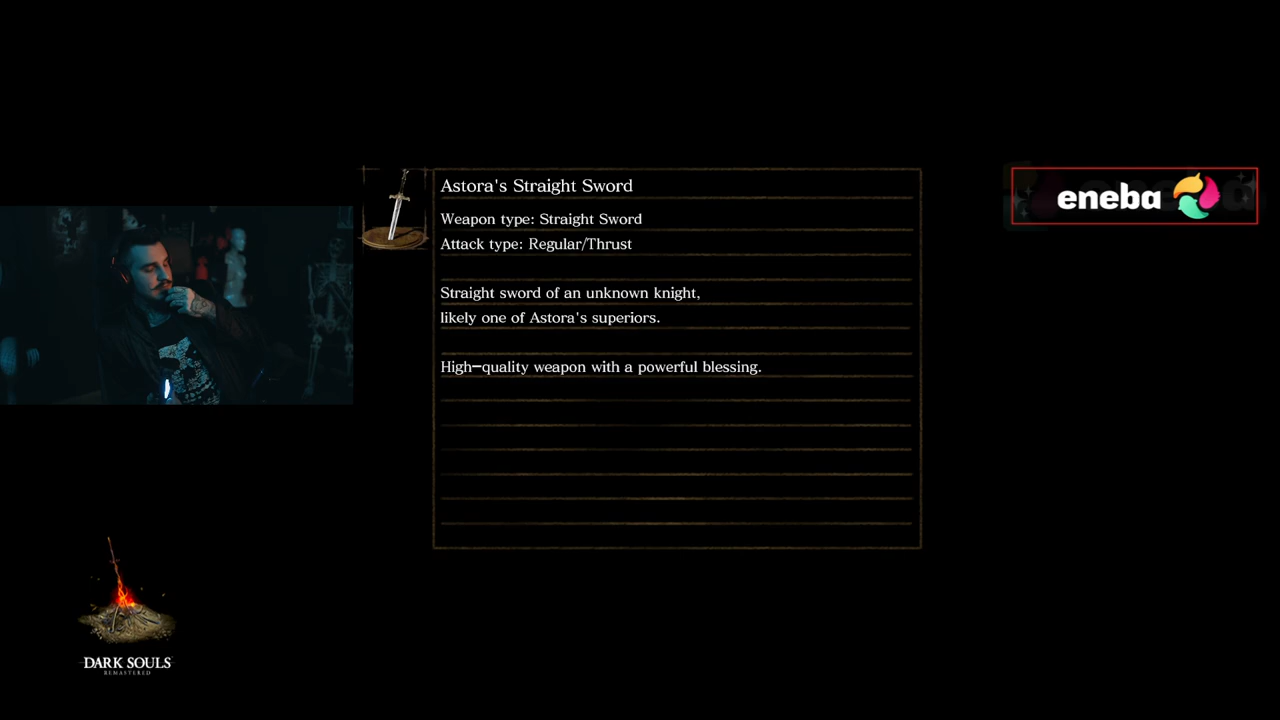 Astora's Straight Sword
Weapon type: Straight Sword
Attack type: Regular/Thrust
Straight sword of an unknown knight,
likely one of Astora's superiors.
High-quality weapon with a powerful blessing.
eneba
DARK SOULS
REMASTERED